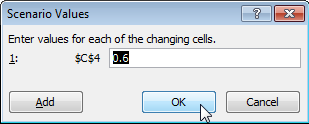 Scenario Values
Enter values for each of the changing cells.
1: $C$4 0.6
Add OK Cancel